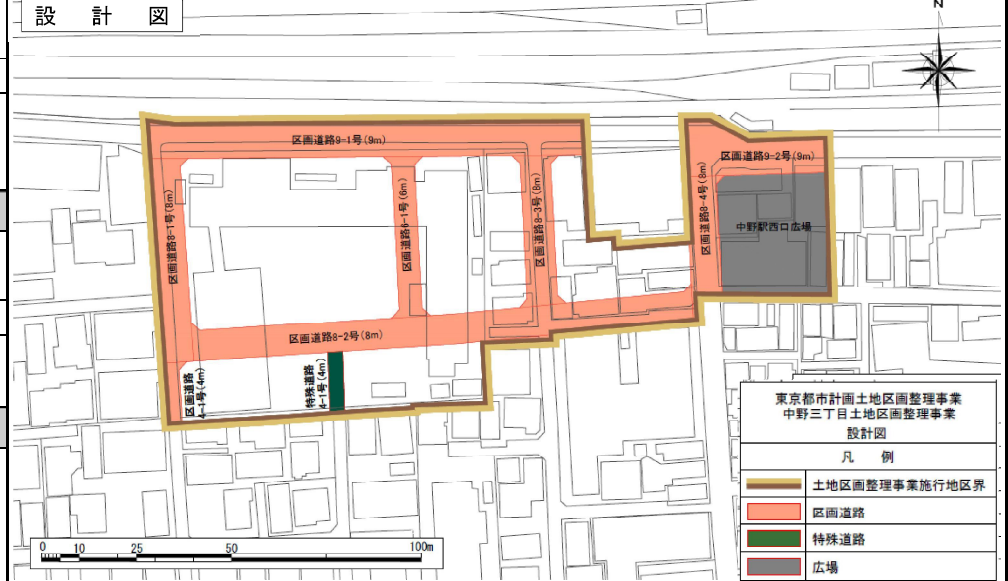 設計図
N
区画道路9-1号(9m)
区画道路9-2号(9m)
区画道路8-1号(8m)
区画道路6-1号(6m)
区画道路8-3号(8m)
区画道路8-4号(8m)
中野駅西口広場
区画道路8-2号(8m)
区画道路
4-1号(4m)
特殊道路
4-1号(4m)
東京都市計画土地区画整理事業
中野三丁目土地区画整理事業
設計図
凡例
土地区画整理事業施行地区界
区画道路
特殊道路
広場
0 10 25 50 100m